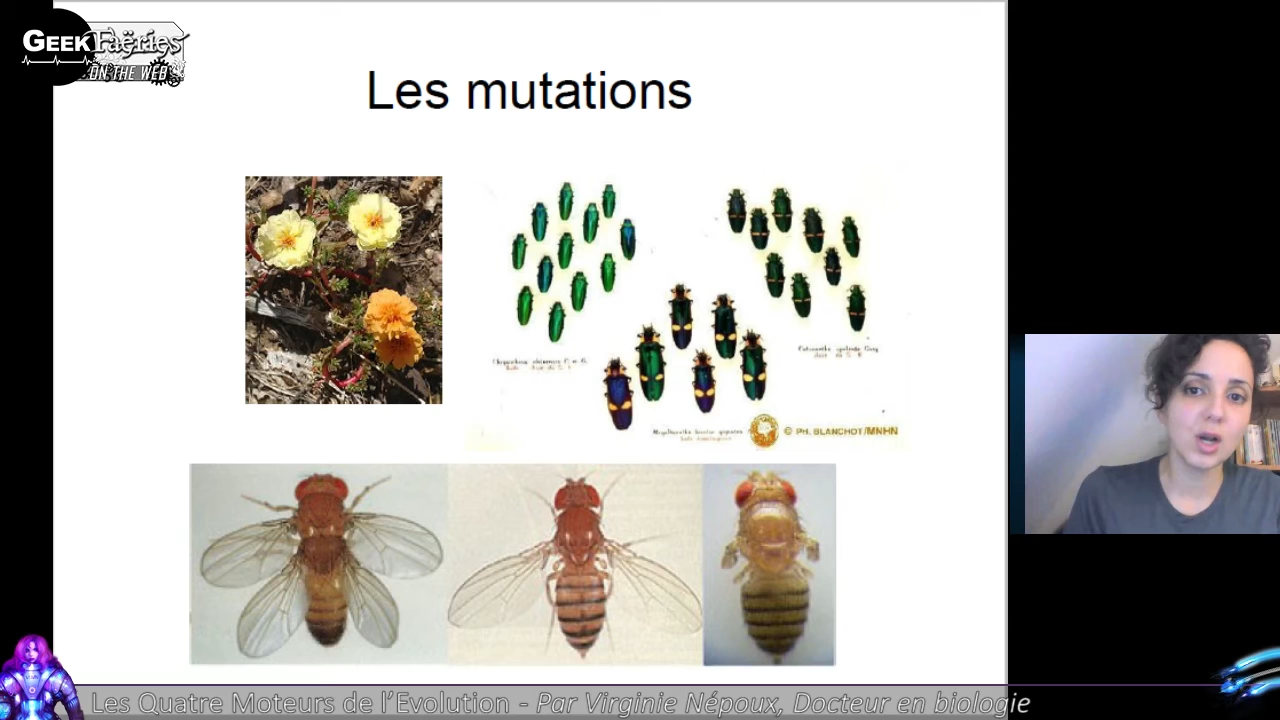 GEEK Faëries
ON THE WEB
Les mutations
© PH. BLANCHOT/MNHN
Les Quatre Moteurs de l'Evolution - Par Virginie Népoux, Docteur en biologie